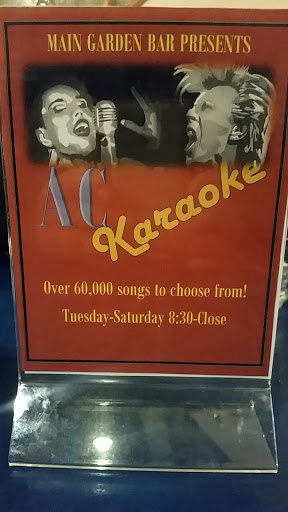 MAIN GARDEN BAR PRESENTS
AC
Karaoke
Over 60,000 songs to choose from!
Tuesday-Saturday 8:30-Close